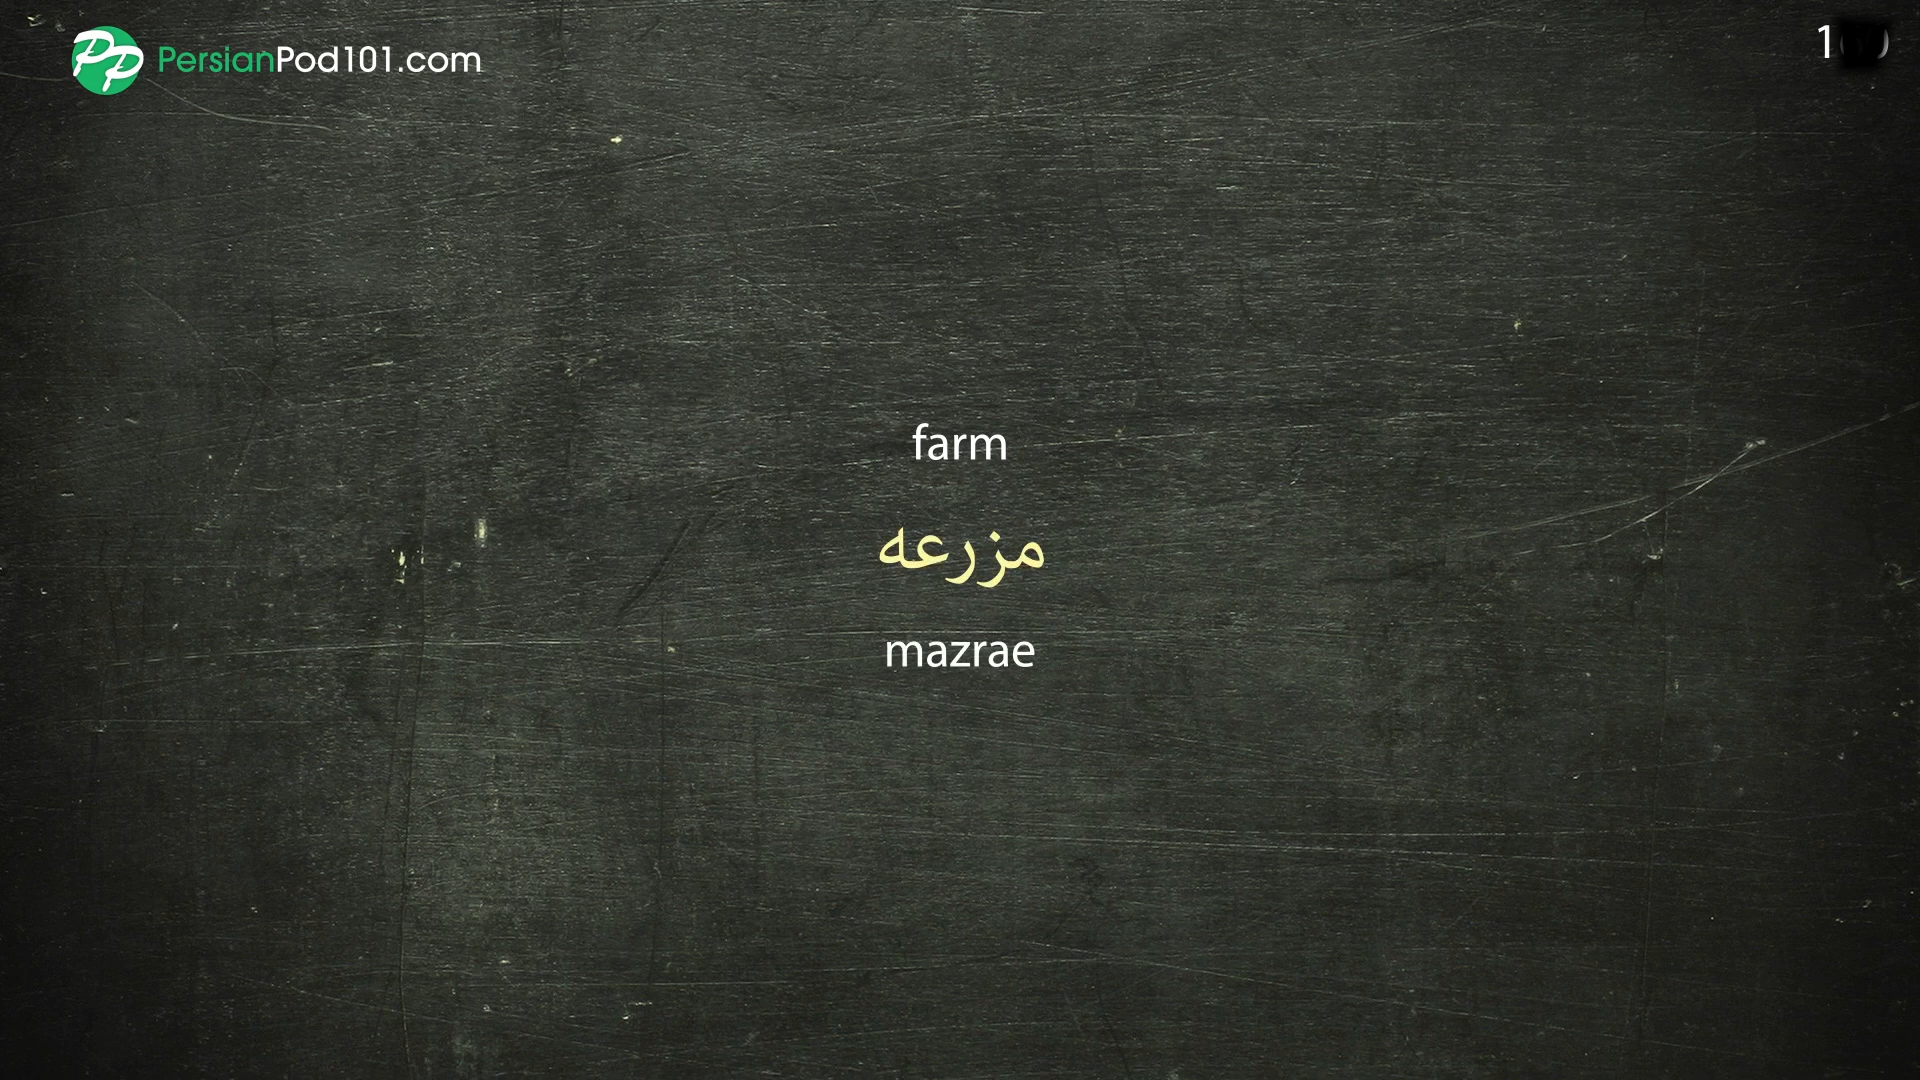 PersianPod101.com
farm
مزرعه
mazrae